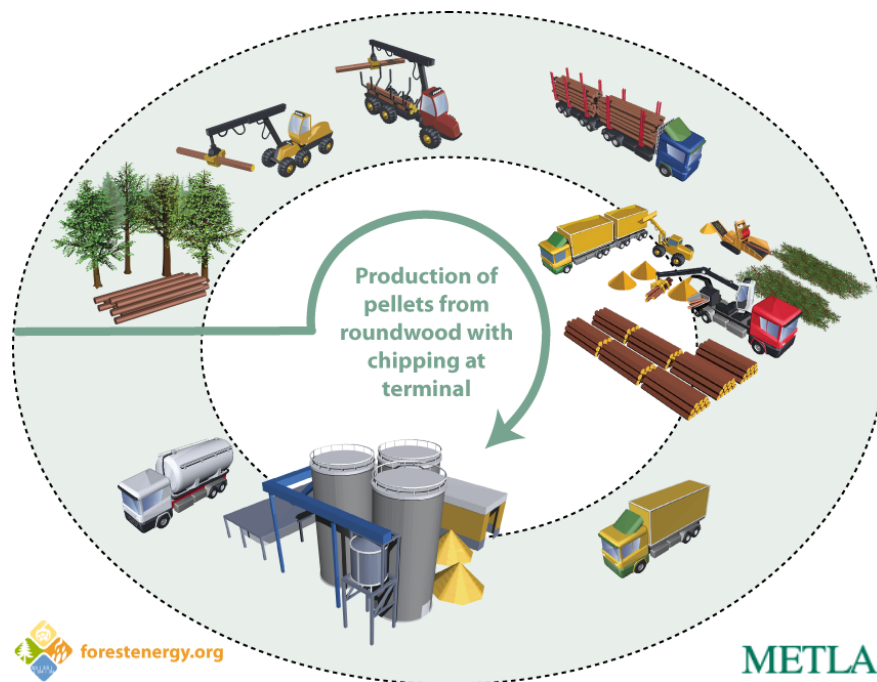 Production of
pellets from
roundwood with
chipping at
terminal
forestenergy.org
METLA